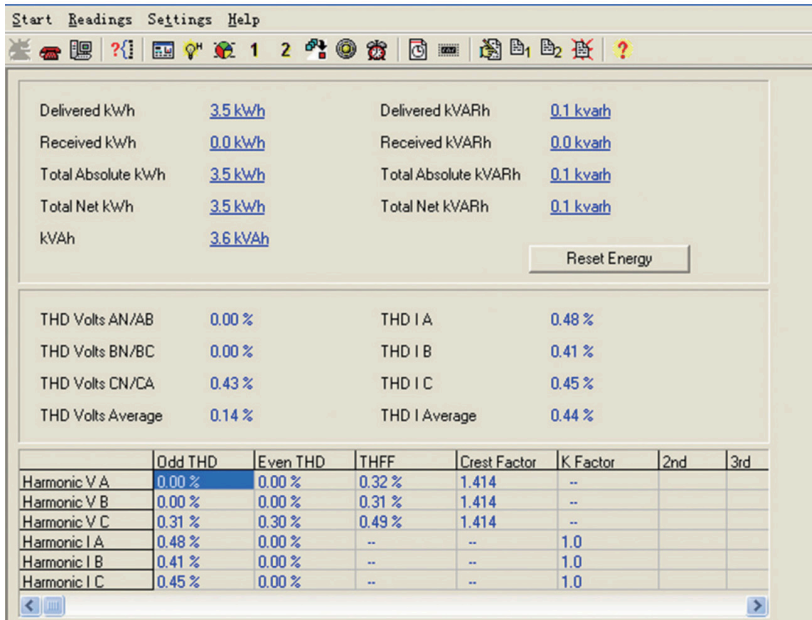 Start Readings Settings Help
1 2 1 2 ?
Delivered kWh 3.5 kWh Delivered kVARh 0.1 kvarh
Received kWh 0.0 kWh Received kVARh 0.0 kvarh
Total Absolute kWh 3.5 kWh Total Absolute kVARh 0.1 kvarh
Total Net kWh 3.5 kWh Total Net kVARh 0.1 kvarh
kVAh 3.6 kVAh
Reset Energy
THD Volts AN/AB 0.00 % THD I A 0.48 %
THD Volts BN/BC 0.00 % THD I B 0.41 %
THD Volts CN/CA 0.43 % THD I C 0.45 %
THD Volts Average 0.14 % THD I Average 0.44 %
Odd THD Even THD THFF Crest Factor K Factor 2nd 3rd
Harmonic V A 0.00 % 0.00 % 0.32 % 1.414 --
Harmonic V B 0.00 % 0.00 % 0.31 % 1.414 --
Harmonic V C 0.31 % 0.30 % 0.49 % 1.414 --
Harmonic I A 0.48 % 0.00 % -- -- 1.0
Harmonic I B 0.41 % 0.00 % -- -- 1.0
Harmonic I C 0.45 % 0.00 % -- -- 1.0